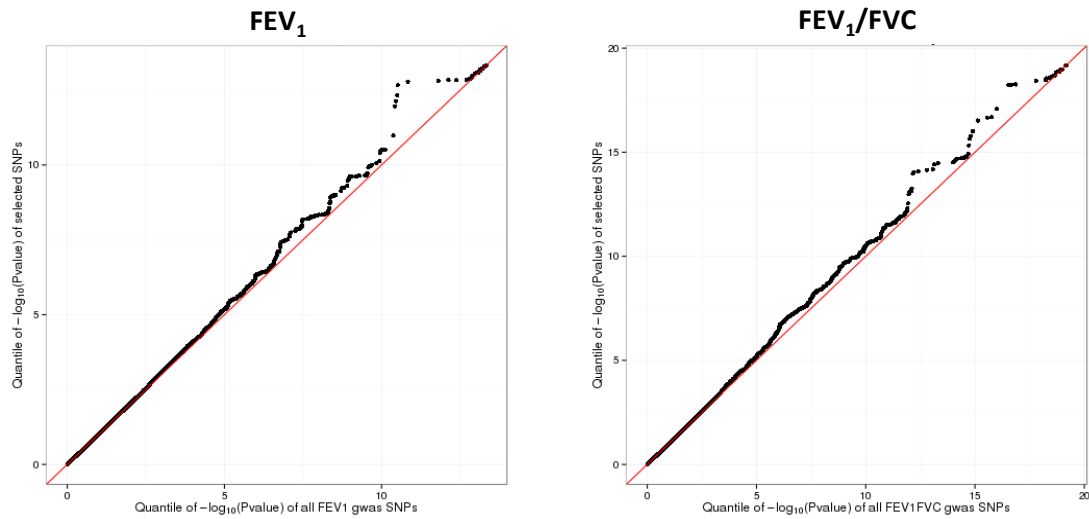 FEV₁
Quantile of −log₁₀(Pvalue) of selected SNPs
10
5
0
0
5
10
Quantile of −log₁₀(Pvalue) of all FEV1 gwas SNPs
FEV₁/FVC
Quantile of −log₁₀(Pvalue) of selected SNPs
20
15
10
5
0
0
5
10
15
20
Quantile of −log₁₀(Pvalue) of all FEV1FVC gwas SNPs